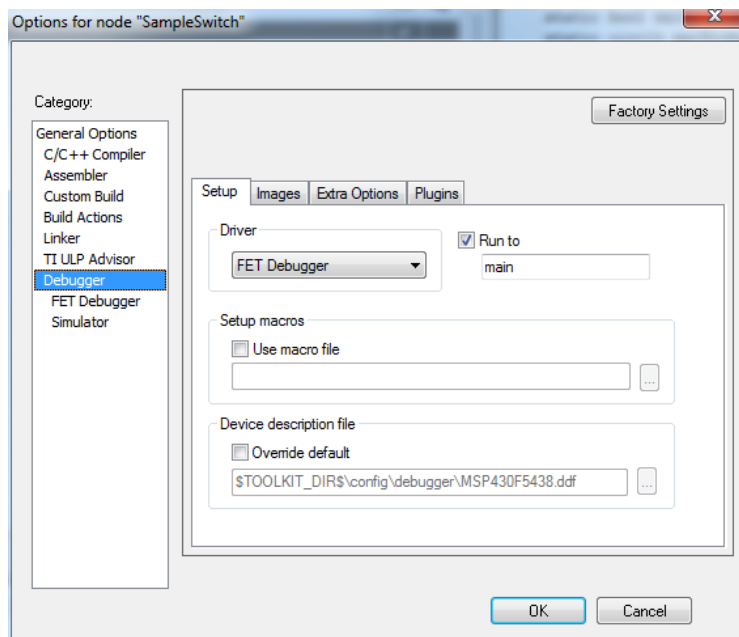 Options for node "SampleSwitch"
Category:
Factory Settings
General Options
C/C++ Compiler
Assembler
Custom Build
Build Actions
Linker
TI ULP Advisor
Debugger
FET Debugger
Simulator
Setup
Images
Extra Options
Plugins
Driver
FET Debugger
Run to
main
Setup macros
Use macro file
...
Device description file
Override default
$TOOLKIT_DIR$\config\debugger\MSP430F5438.ddf
...
OK
Cancel